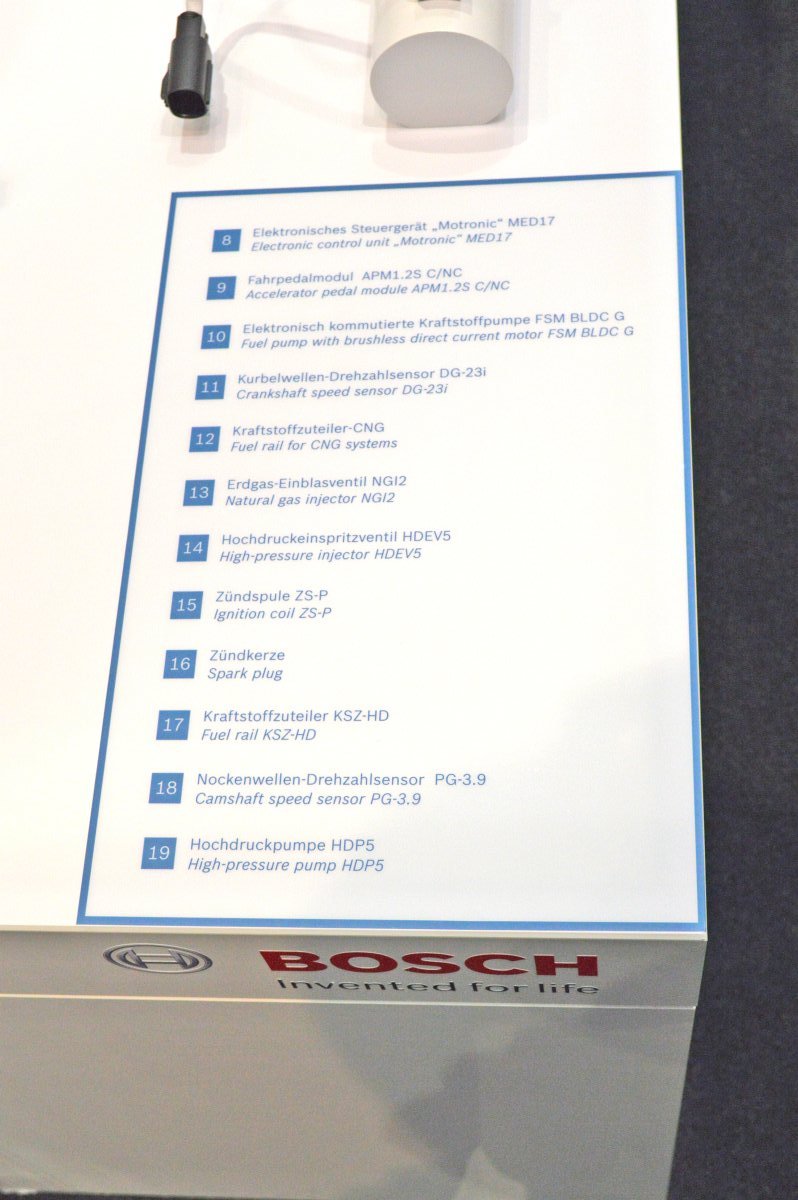 8
Elektronisches Steuergerät „Motronic“ MED17
Electronic control unit „Motronic“ MED17
9
Fahrpedalmodul APM1.2S C/NC
Accelerator pedal module APM1.2S C/NC
10
Elektronisch kommutierte Kraftstoffpumpe FSM BLDC G
Fuel pump with brushless direct current motor FSM BLDC G
11
Kurbelwellen-Drehzahlsensor DG-23i
Crankshaft speed sensor DG-23i
12
Kraftstoffzuteiler-CNG
Fuel rail for CNG systems
13
Erdgas-Einblasventil NGI2
Natural gas injector NGI2
14
Hochdruckeinspritzventil HDEV5
High-pressure injector HDEV5
15
Zündspule ZS-P
Ignition coil ZS-P
16
Zündkerze
Spark plug
17
Kraftstoffzuteiler KSZ-HD
Fuel rail KSZ-HD
18
Nockenwellen-Drehzahlsensor PG-3.9
Camshaft speed sensor PG-3.9
19
Hochdruckpumpe HDP5
High-pressure pump HDP5
BOSCH
Invented for life